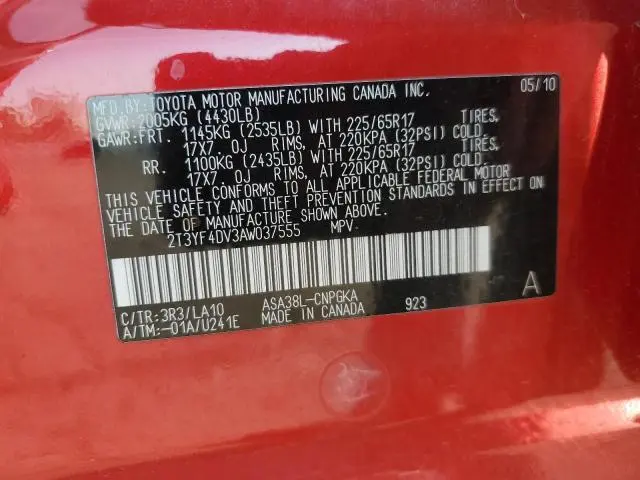 MFD.BY:TOYOTA MOTOR MANUFACTURING CANADA INC. 05/10
GVWR:2005KG (4430LB)
GAWR:FRT. 1145KG (2535LB) WITH 225/65R17 TIRES,
17X7.0J RIMS, AT 220KPA (32PSI) COLD.
RR. 1100KG (2435LB) WITH 225/65R17 TIRES,
17X7.0J RIMS, AT 220KPA (32PSI) COLD.
THIS VEHICLE CONFORMS TO ALL APPLICABLE FEDERAL MOTOR
VEHICLE SAFETY AND THEFT PREVENTION STANDARDS IN EFFECT ON
THE DATE OF MANUFACTURE SHOWN ABOVE.
2T3YF4DV3AW037555 MPV
A
C/TR:3R3/LA10 ASA38L-CNPGKA 923
A/TM:-01A/U241E MADE IN CANADA